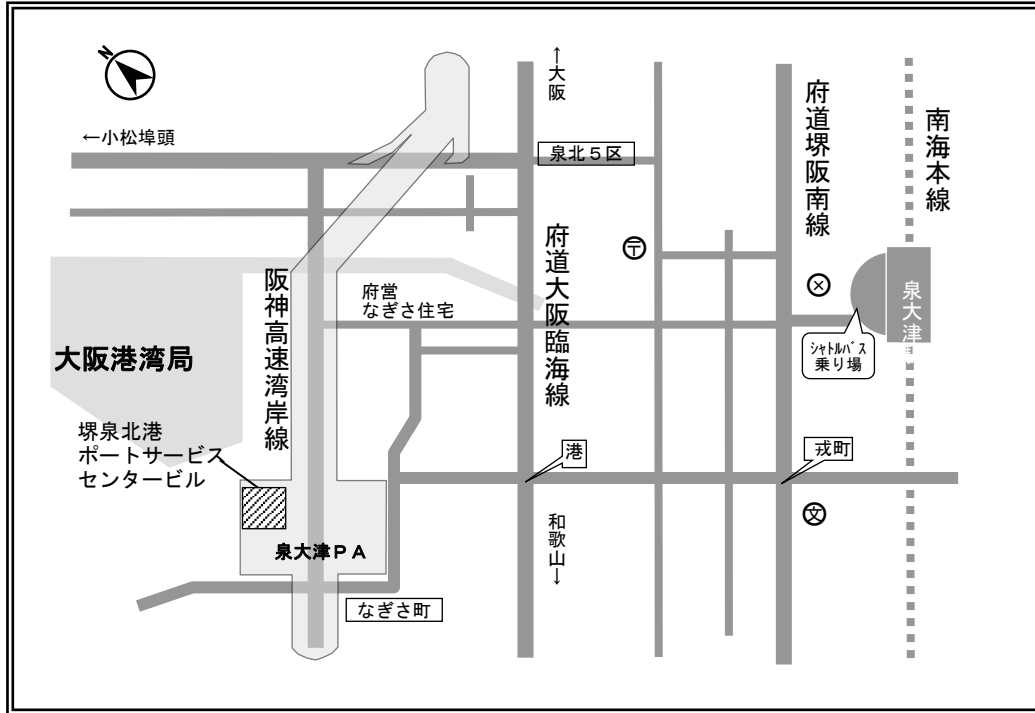 N
←小松埠頭
↑大阪
泉北5区
府道堺阪南線
南海本線
〒
府道大阪臨海線
阪神高速湾岸線
府営
なぎさ住宅
泉大津
ｼｬﾄﾙﾊﾞｽ
乗り場
大阪港湾局
堺泉北港
ポートサービス
センタービル
港
戎町
文
泉大津PA
和歌山↓
なぎさ町